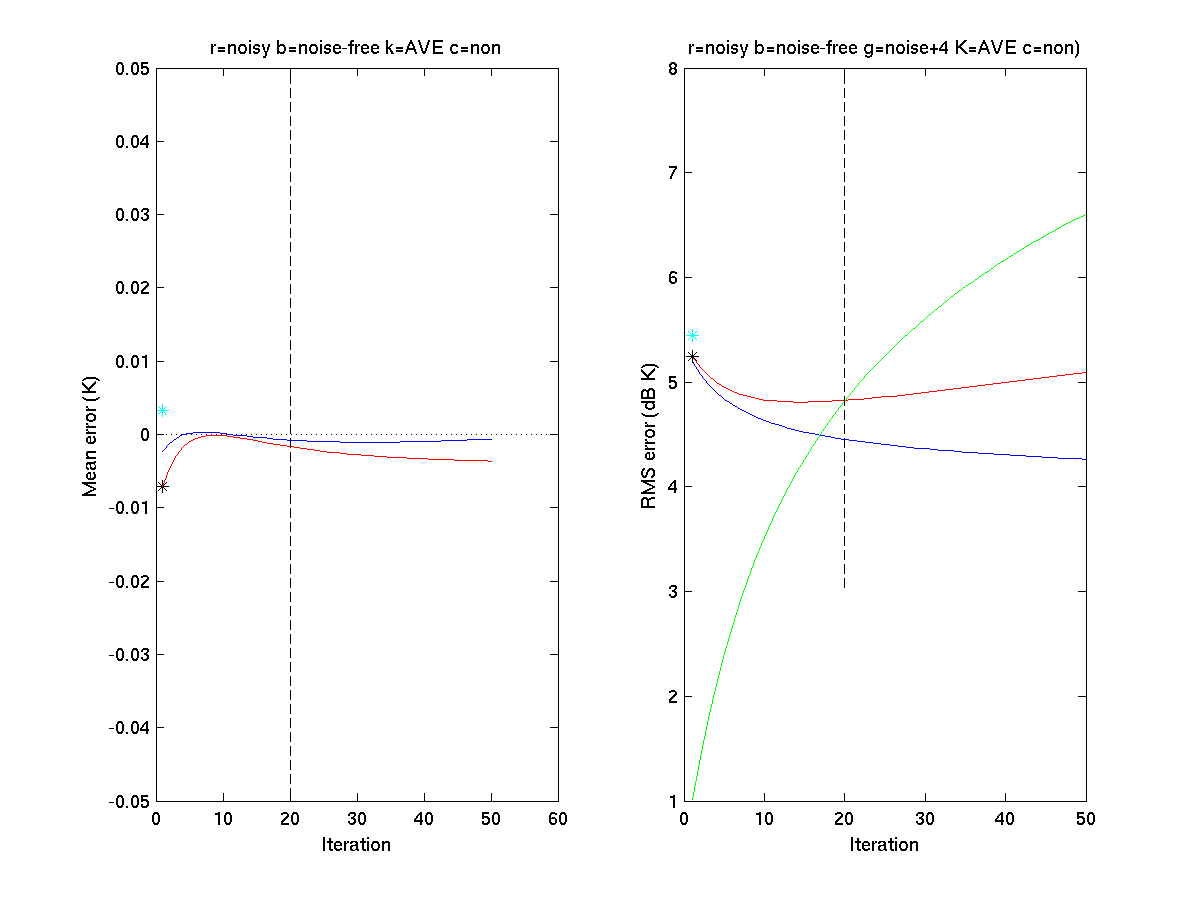 r=noisy b=noise-free k=AVE c=non
0.05
0.04
0.03
0.02
0.01
0
-0.01
-0.02
-0.03
-0.04
-0.05
Mean error (K)
0 10 20 30 40 50 60
Iteration
r=noisy b=noise-free g=noise+4 K=AVE c=non)
8
7
6
5
4
3
2
1
RMS error (dB K)
0 10 20 30 40 50
Iteration